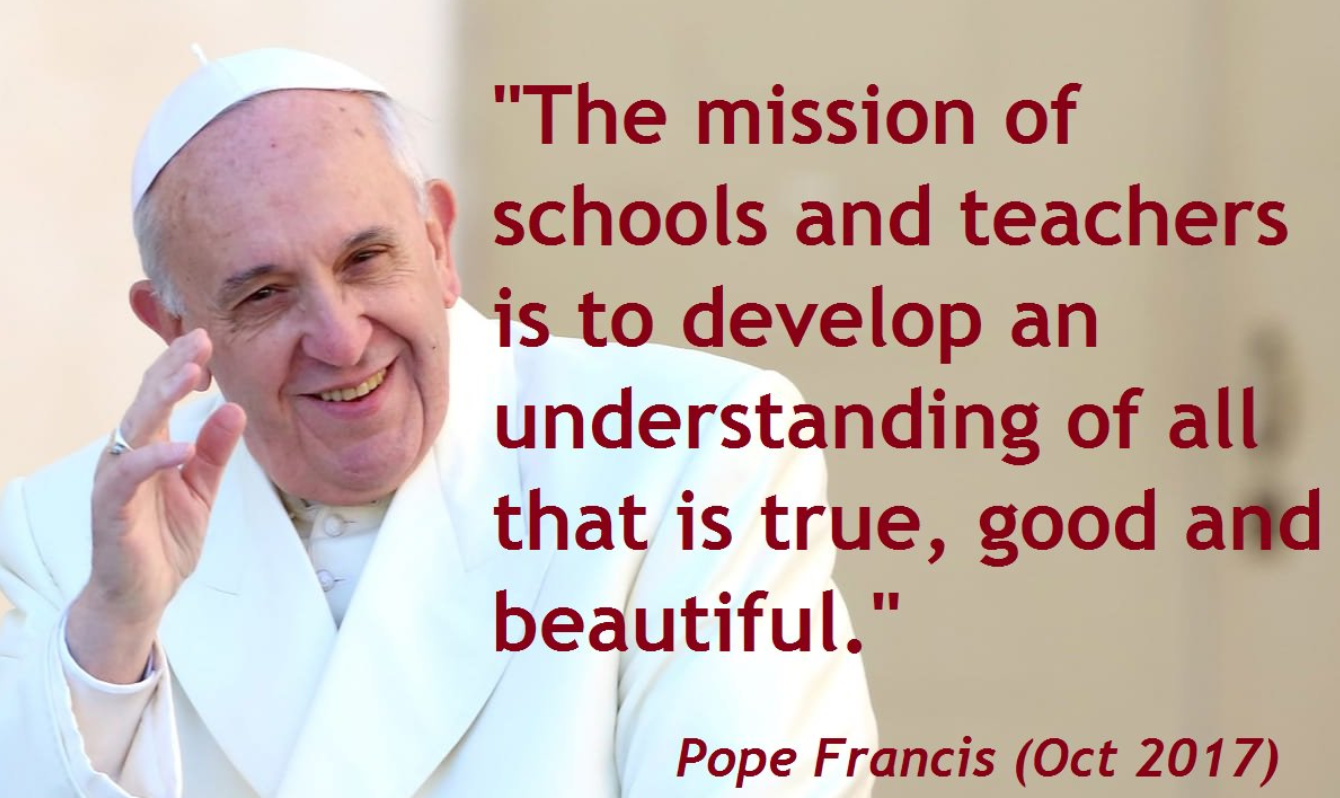 "The mission of
schools and teachers
is to develop an
understanding of all
that is true, good and
beautiful."
Pope Francis (Oct 2017)